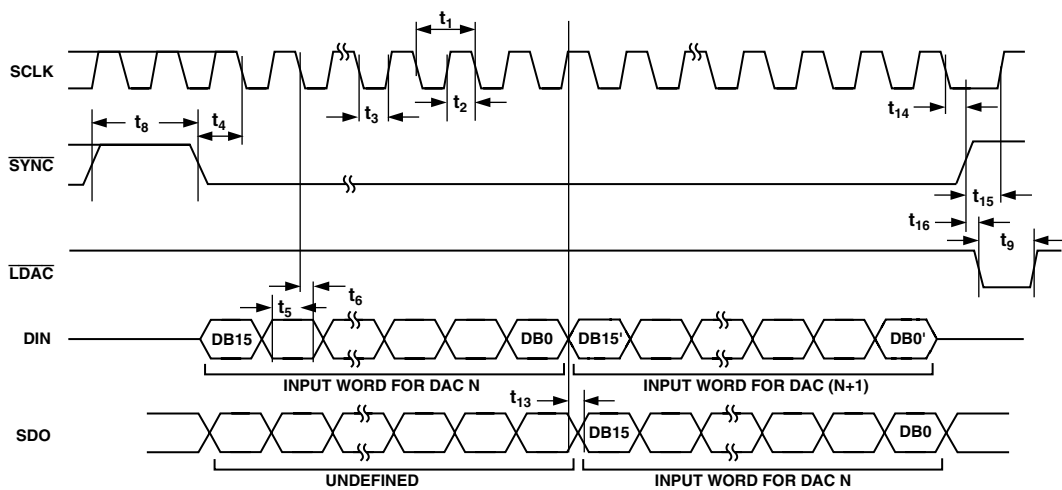 t1
SCLK
t3
t2
t14
t8
t4
SYNC
t15
t16
t9
LDAC
t5
t6
DIN
DB15
DB0
DB15'
DB0'
INPUT WORD FOR DAC N
INPUT WORD FOR DAC (N+1)
t13
SDO
DB15
DB0
UNDEFINED
INPUT WORD FOR DAC N